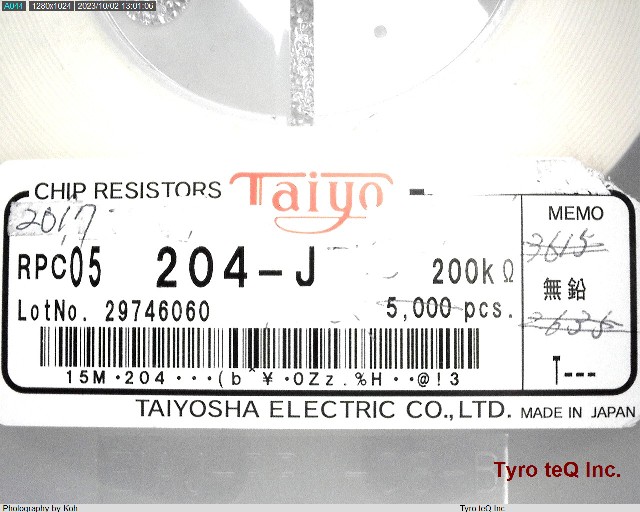 A044 1280x1024 2023/10/02 13:01:06
CHIP RESISTORS Taiyo
2017
MEMO
3615
RPC05 204-J 200kΩ
無鉛
LotNo. 29746060 5,000 pcs.
2635
15M·204···(b^¥·0Zz.%H··@!3
T---
TAIYOSHA ELECTRIC CO.,LTD. MADE IN JAPAN
Tyro teQ Inc.
Photography by Koh Tyro teQ Inc